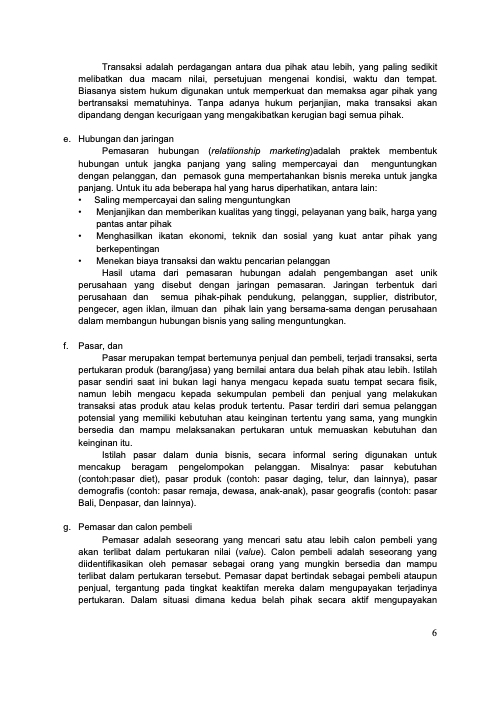 Transaksi adalah perdagangan antara dua pihak atau lebih, yang paling sedikit
melibatkan dua macam nilai, persetujuan mengenai kondisi, waktu dan tempat.
Biasanya sistem hukum digunakan untuk memperkuat dan memaksa agar pihak yang
bertransaksi mematuhinya. Tanpa adanya hukum perjanjian, maka transaksi akan
dipandang dengan kecurigaan yang mengakibatkan kerugian bagi semua pihak.
e. Hubungan dan jaringan
Pemasaran hubungan (relatiionship marketing)adalah praktek membentuk
hubungan untuk jangka panjang yang saling mempercayai dan menguntungkan
dengan pelanggan, dan pemasok guna mempertahankan bisnis mereka untuk jangka
panjang. Untuk itu ada beberapa hal yang harus diperhatikan, antara lain:
• Saling mempercayai dan saling menguntungkan
• Menjanjikan dan memberikan kualitas yang tinggi, pelayanan yang baik, harga yang
pantas antar pihak
• Menghasilkan ikatan ekonomi, teknik dan sosial yang kuat antar pihak yang
berkepentingan
• Menekan biaya transaksi dan waktu pencarian pelanggan
Hasil utama dari pemasaran hubungan adalah pengembangan aset unik
perusahaan yang disebut dengan jaringan pemasaran. Jaringan terbentuk dari
perusahaan dan semua pihak-pihak pendukung, pelanggan, supplier, distributor,
pengecer, agen iklan, ilmuan dan pihak lain yang bersama-sama dengan perusahaan
dalam membangun hubungan bisnis yang saling menguntungkan.
f. Pasar, dan
Pasar merupakan tempat bertemunya penjual dan pembeli, terjadi transaksi, serta
pertukaran produk (barang/jasa) yang bernilai antara dua belah pihak atau lebih. Istilah
pasar sendiri saat ini bukan lagi hanya mengacu kepada suatu tempat secara fisik,
namun lebih mengacu kepada sekumpulan pembeli dan penjual yang melakukan
transaksi atas produk atau kelas produk tertentu. Pasar terdiri dari semua pelanggan
potensial yang memiliki kebutuhan atau keinginan tertentu yang sama, yang mungkin
bersedia dan mampu melaksanakan pertukaran untuk memuaskan kebutuhan dan
keinginan itu.
Istilah pasar dalam dunia bisnis, secara informal sering digunakan untuk
mencakup beragam pengelompokan pelanggan. Misalnya: pasar kebutuhan
(contoh:pasar diet), pasar produk (contoh: pasar daging, telur, dan lainnya), pasar
demografis (contoh: pasar remaja, dewasa, anak-anak), pasar geografis (contoh: pasar
Bali, Denpasar, dan lainnya).
g. Pemasar dan calon pembeli
Pemasar adalah seseorang yang mencari satu atau lebih calon pembeli yang
akan terlibat dalam pertukaran nilai (value). Calon pembeli adalah seseorang yang
diidentifikasikan oleh pemasar sebagai orang yang mungkin bersedia dan mampu
terlibat dalam pertukaran tersebut. Pemasar dapat bertindak sebagai pembeli ataupun
penjual, tergantung pada tingkat keaktifan mereka dalam mengupayakan terjadinya
pertukaran. Dalam situasi dimana kedua belah pihak secara aktif mengupayakan
6